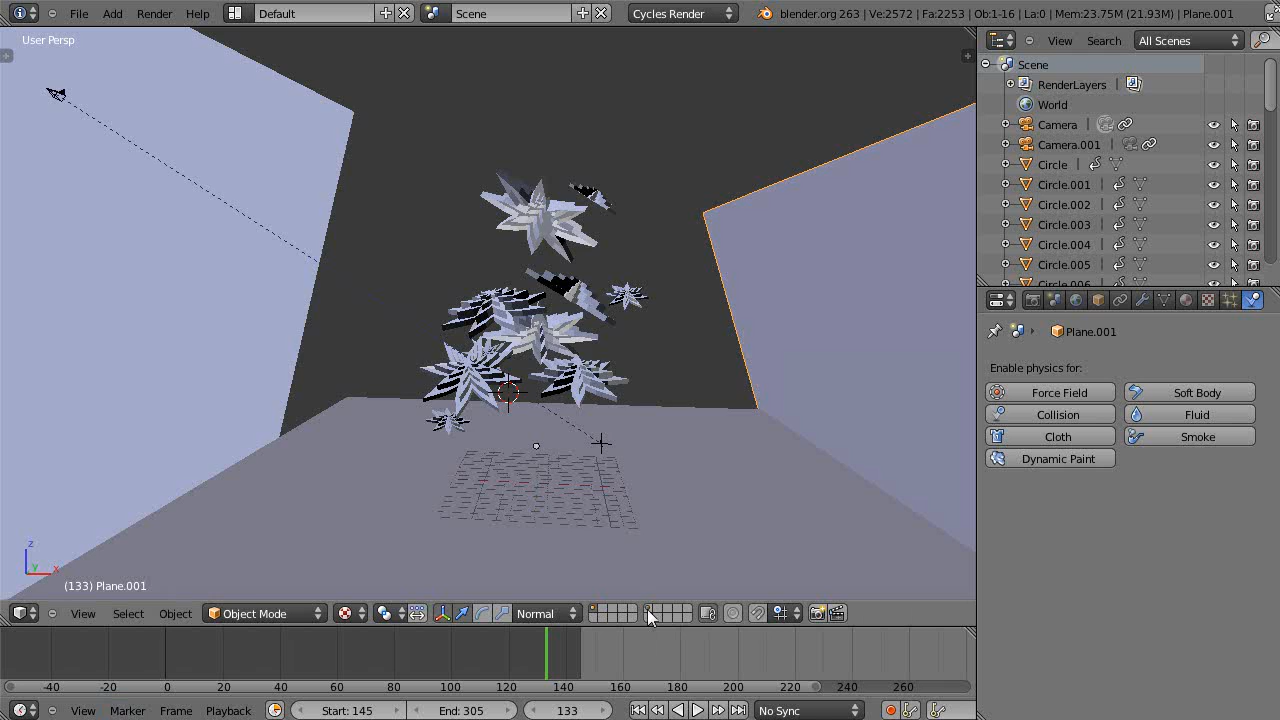 File Add Render Help Default Scene Cycles Render blender.org 263 | Ve:2572 | Fa:2253 | Ob:1-16 | La:0 | Mem:23.75M (21.93M) | Plane.001
User Persp
View Search All Scenes
Scene
RenderLayers
World
Camera
Camera.001
Circle
Circle.001
Circle.002
Circle.003
Circle.004
Circle.005
Circle.006
Plane.001
Enable physics for:
Force Field Soft Body
Collision Fluid
Cloth Smoke
Dynamic Paint
z
y x
(133) Plane.001
View Select Object Object Mode Normal
-40 -20 0 20 40 60 80 100 120 140 160 180 200 220 240 260
View Marker Frame Playback Start: 145 End: 305 133 No Sync